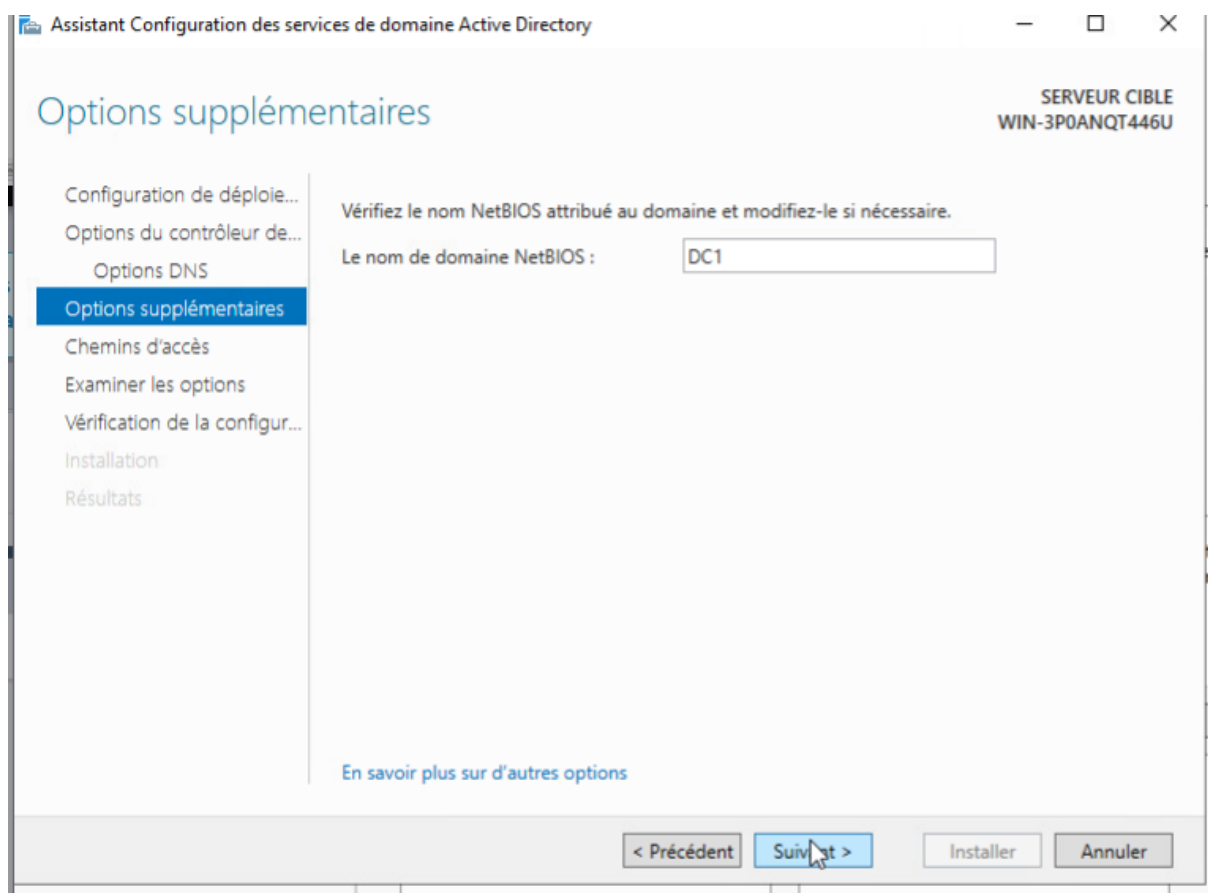 Assistant Configuration des services de domaine Active Directory
Options supplémentaires
SERVEUR CIBLE
WIN-3P0ANQT446U
Configuration de déploie...
Options du contrôleur de...
Options DNS
Options supplémentaires
Chemins d'accès
Examiner les options
Vérification de la configur...
Installation
Résultats
Vérifiez le nom NetBIOS attribué au domaine et modifiez-le si nécessaire.
Le nom de domaine NetBIOS :
DC1
En savoir plus sur d'autres options
< Précédent
Suivant >
Installer
Annuler